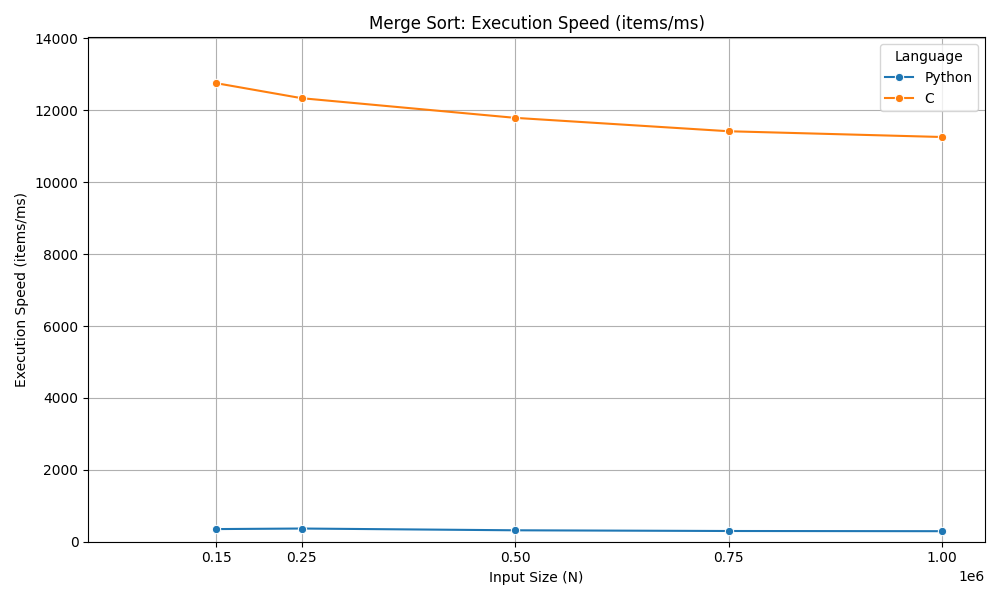 Merge Sort: Execution Speed (items/ms)
Language
Python
C
Execution Speed (items/ms)
14000
12000
10000
8000
6000
4000
2000
0
0.15 0.25 0.50 0.75 1.00
1e6
Input Size (N)